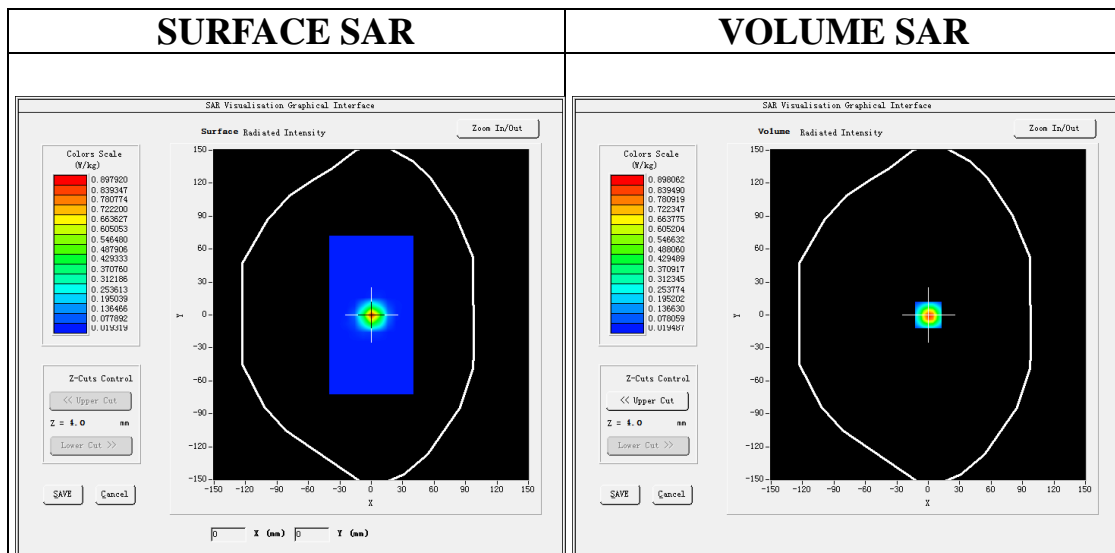 SURFACE SAR
VOLUME SAR
SAR Visualisation Graphical Interface
Surface Radiated Intensity
Zoom In/Out
Colors Scale
(W/kg)
0.897920
0.839347
0.780774
0.722200
0.663627
0.605053
0.546480
0.487906
0.429333
0.370760
0.312186
0.253613
0.195039
0.136466
0.077892
0.019319
150
120
90
60
30
0
-30
-60
-90
-120
-150
Y
-150 -120 -90 -60 -30 0 30 60 90 120 150
X
Z-Cuts Control
<< Upper Cut
Z = 4.0 mm
Lower Cut >>
SAVE Cancel
0 X (mm) 0 Y (mm)
SAR Visualisation Graphical Interface
Volume Radiated Intensity
Zoom In/Out
Colors Scale
(W/kg)
0.898062
0.839490
0.780919
0.722347
0.663775
0.605204
0.546632
0.488060
0.429489
0.370917
0.312345
0.253774
0.195202
0.136630
0.078059
0.019487
150
120
90
60
30
0
-30
-60
-90
-120
-150
Y
-150 -120 -90 -60 -30 0 30 60 90 120 150
X
Z-Cuts Control
<< Upper Cut
Z = 4.0 mm
Lower Cut >>
SAVE Cancel